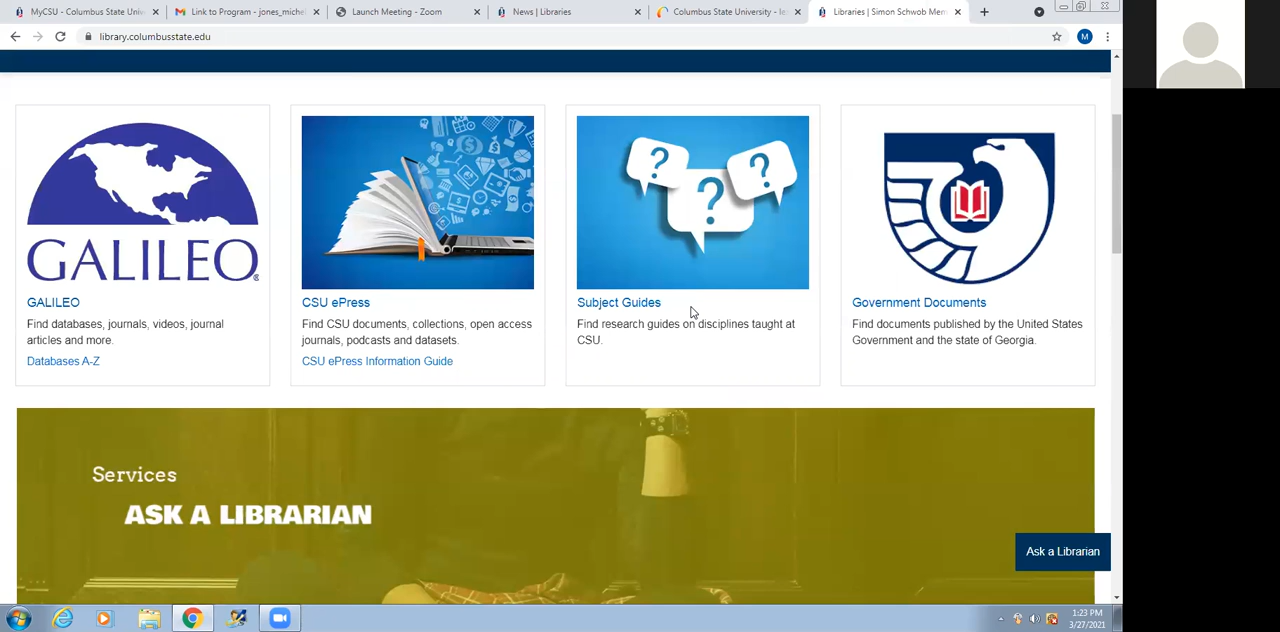 MyCSU - Columbus State Univ
Link to Program - jones_michel
Launch Meeting - Zoom
News | Libraries
Columbus State University - le
Libraries | Simon Schwob Mem
library.columbusstate.edu
M
GALILEO
GALILEO
Find databases, journals, videos, journal
articles and more.
Databases A-Z
CSU ePress
Find CSU documents, collections, open access
journals, podcasts and datasets.
CSU ePress Information Guide
? ? ?
Subject Guides
Find research guides on disciplines taught at
CSU.
Government Documents
Find documents published by the United States
Government and the state of Georgia.
Services
ASK A LIBRARIAN
Ask a Librarian
1:23 PM
3/27/2021